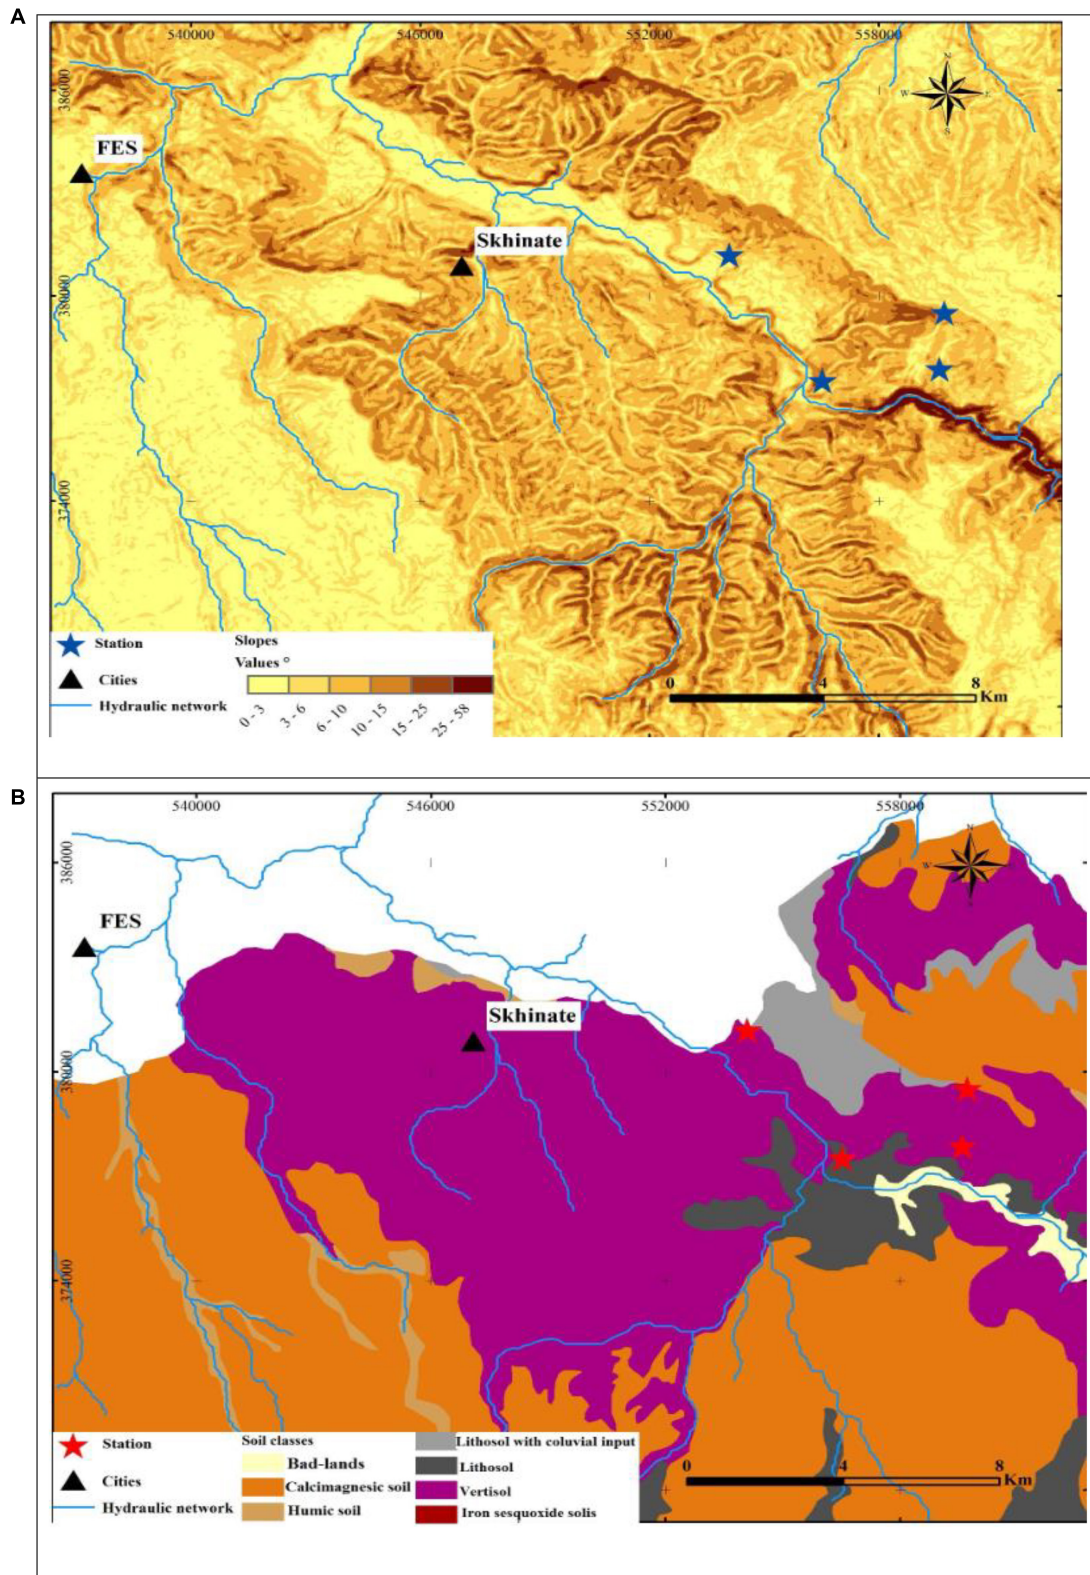 A
540000 546000 552000 558000
386000
N
W E
S
FES
Skhinate
380000
374000
Station
Cities
Hydraulic network
Slopes
Values °
0 - 3 3 - 6 6 - 10 10 - 15 15 - 25 25 - 58
0 4 8
Km
B
540000 546000 552000 558000
386000
N
W
FES
Skhinate
380000
374000
Station
Cities
Hydraulic network
Soil classes
Bad-lands
Calcimagnesic soil
Humic soil
Lithosol with coluvial input
Lithosol
Vertisol
Iron sesquoxide solis
0 4 8
Km